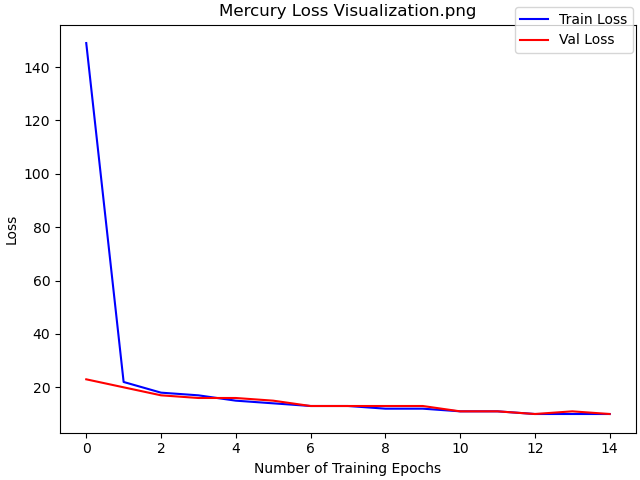 Mercury Loss Visualization.png
Train Loss
Val Loss
140
120
100
80
60
40
20
Loss
0 2 4 6 8 10 12 14
Number of Training Epochs